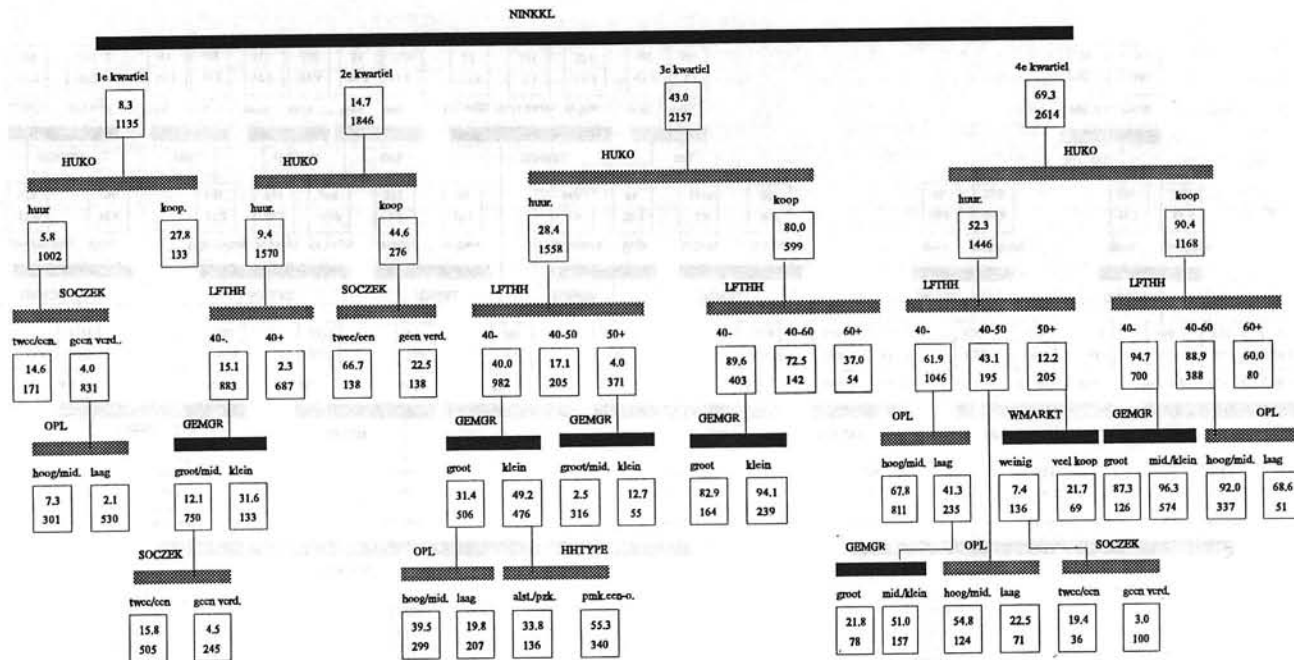 NINKKL
1e kwartiel 2e kwartiel 3e kwartiel 4e kwartiel
8.3 14.7 43.0 69.3
1135 1846 2157 2614
HUKO HUKO HUKO HUKO
huur koop. huur. koop huur. koop huur. koop
5.8 27.8 9.4 44.6 28.4 80,0 52.3 90.4
1002 133 1570 276 1558 599 1446 1168
SOCZEK LFTHH SOCZEK LFTHH LFTHH LFTHH LFTHH
twee/een. geen verd.. 40-. 40+ twee/een geen verd. 40- 40-50 50+ 40- 40-60 60+ 40- 40-50 50+ 40- 40-60 60+
14.6 4.0 15.1 2.3 66.7 22.5 40.0 17.1 4.0 89.6 72.5 37.0 61.9 43.1 12.2 94.7 88,9 60.0
171 831 883 687 138 138 982 205 371 403 142 54 1046 195 205 700 388 80
OPL GEMGR GEMGR GEMGR GEMGR OPL WMARKT GEMGR OPL
hoog/mid. laag groot/mid. klein groot klein groot/mid. klein groot klein hoog/mid. laag weinig veel koop groot mid./klein hoog/mid. laag
7.3 2.1 12.1 31.6 31.4 49.2 2.5 12.7 82.9 94.1 67.8 41.3 7.4 21.7 87.3 96.3 92.0 68.6
301 530 750 133 506 476 316 55 164 239 811 235 136 69 126 574 337 51
SOCZEK OPL HHTYPE GEMGR OPL SOCZEK
twee/een geen verd. hoog/mid. laag alst./pzk. pmk.een-o. groot mid./klein hoog/mid. laag twee/een geen verd.
15.8 4.5 39.5 19.8 33.8 55.3 21.8 51.0 54.8 22.5 19.4 3.0
505 245 299 207 136 340 78 157 124 71 36 100